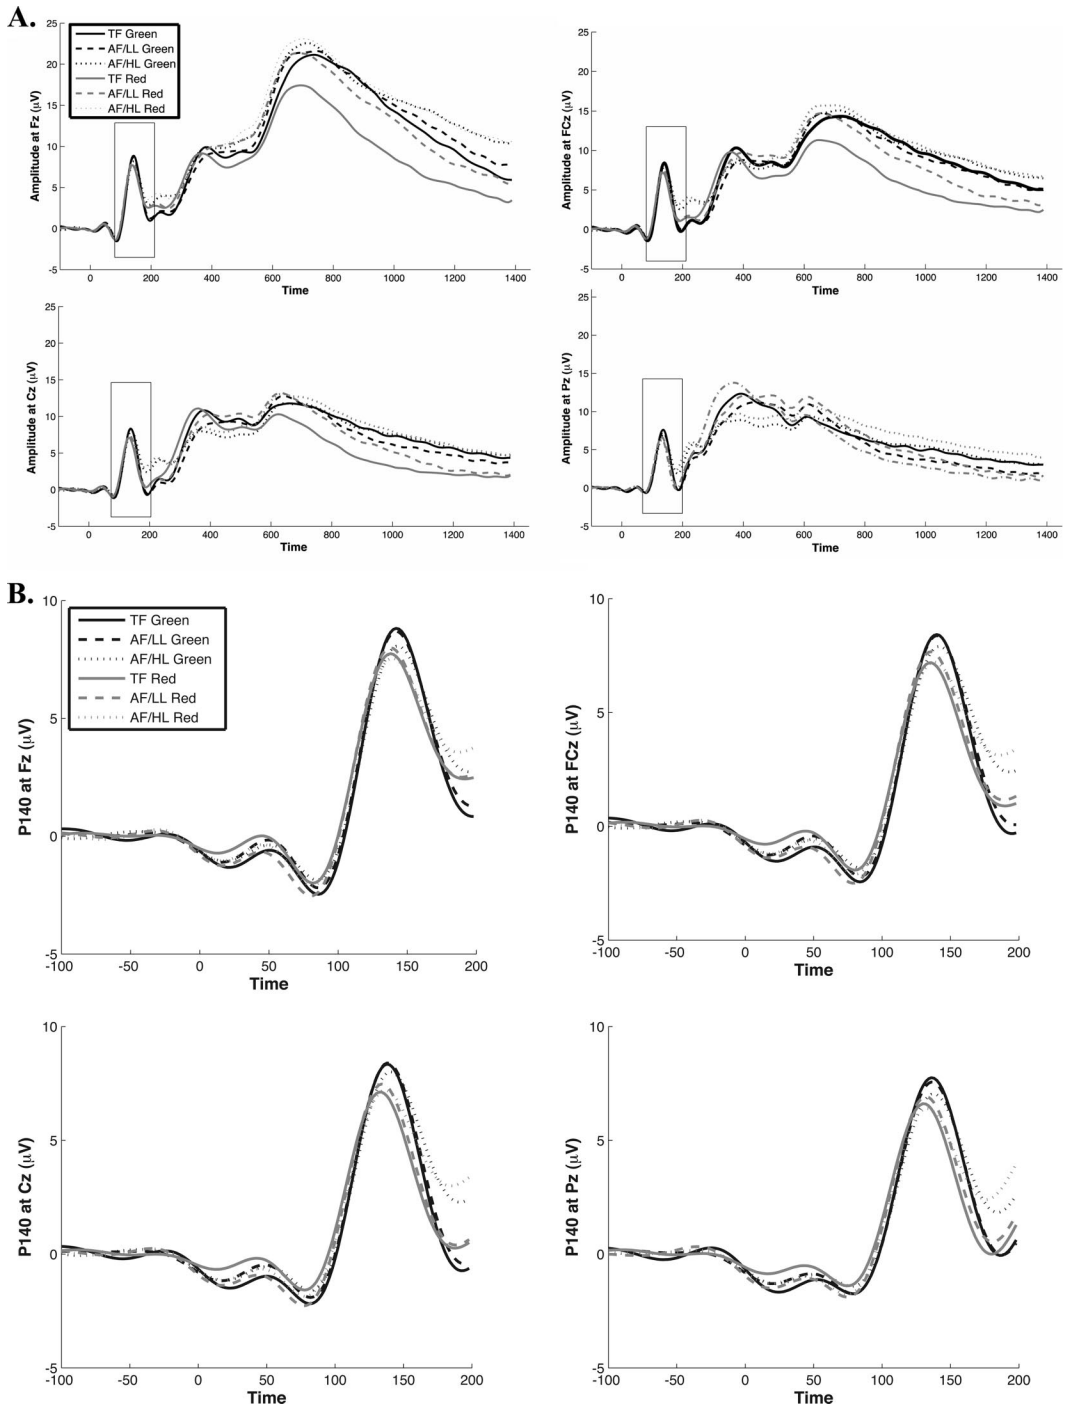 A.
TF Green
AF/LL Green
AF/HL Green
TF Red
AF/LL Red
AF/HL Red
Amplitude at Fz (µV)
25
20
15
10
5
0
-5
0 200 400 600 800 1000 1200 1400
Time
Amplitude at FCz (µV)
25
20
15
10
5
0
-5
0 200 400 600 800 1000 1200 1400
Time
Amplitude at Cz (µV)
25
20
15
10
5
0
-5
0 200 400 600 800 1000 1200 1400
Time
Amplitude at Pz (µV)
25
20
15
10
5
0
-5
0 200 400 600 800 1000 1200 1400
Time
B.
TF Green
AF/LL Green
AF/HL Green
TF Red
AF/LL Red
AF/HL Red
P140 at Fz (µV)
10
5
0
-5
-100 -50 0 50 100 150 200
Time
P140 at FCz (µV)
10
5
0
-5
-100 -50 0 50 100 150 200
Time
P140 at Cz (µV)
10
5
0
-5
-100 -50 0 50 100 150 200
Time
P140 at Pz (µV)
10
5
0
-5
-100 -50 0 50 100 150 200
Time